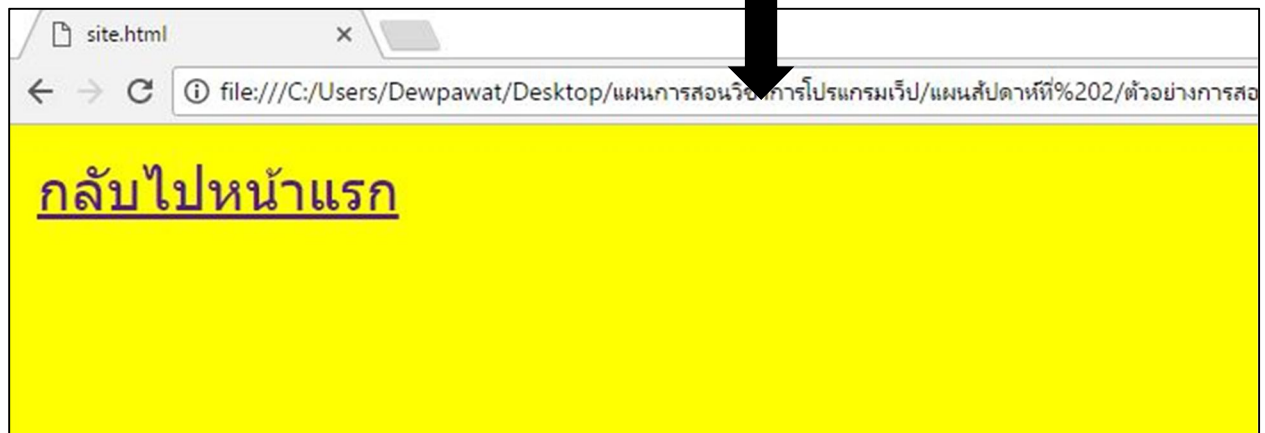 site.html
file:///C:/Users/Dewpawat/Desktop/แผนการสอนวิชาการโปรแกรมเว็ป/แผนสัปดาห์ที่%202/ตัวอย่างการสอ
กลับไปหน้าแรก